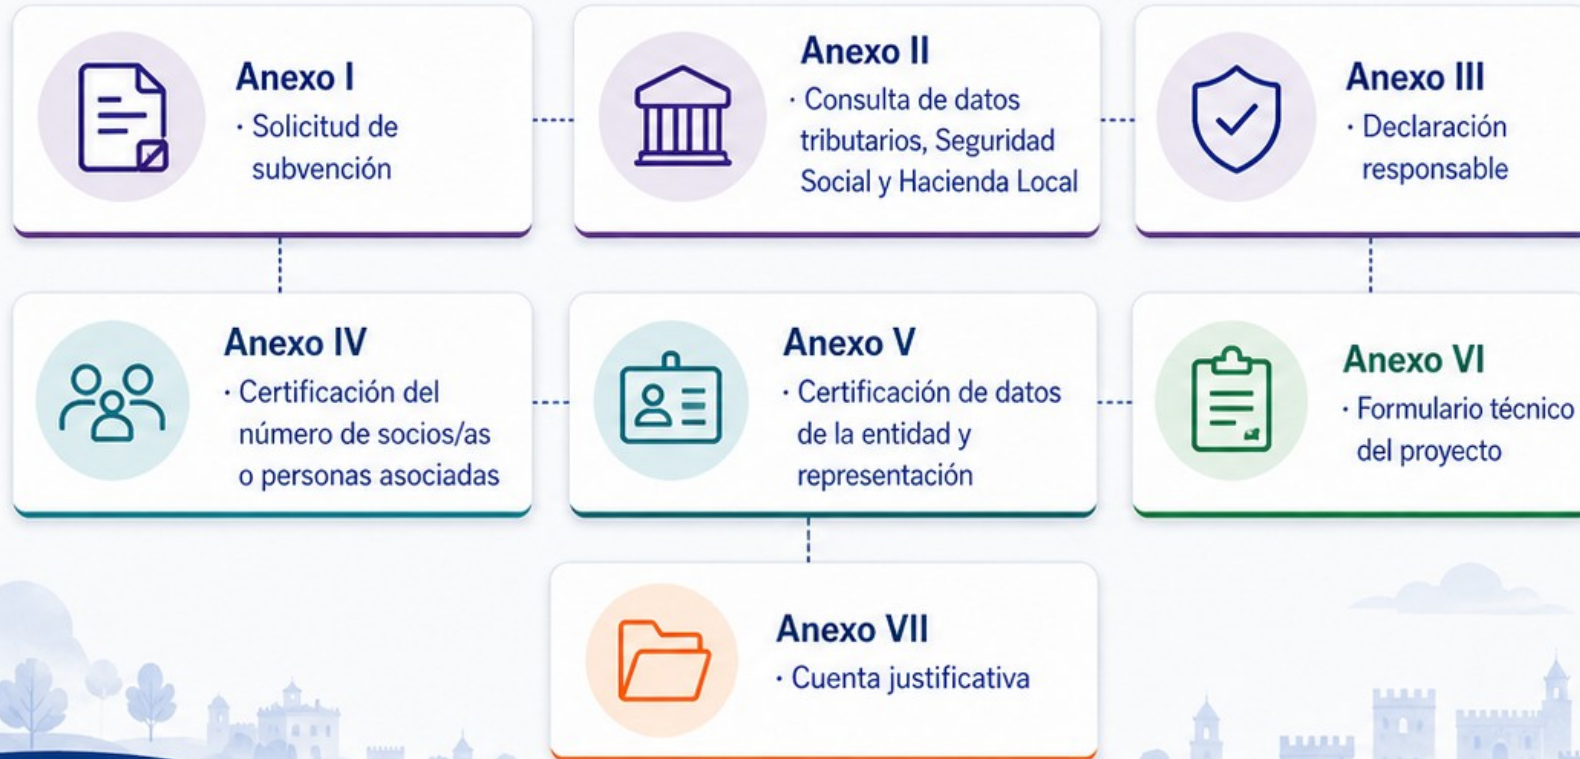 Anexo I
· Solicitud de
subvención
Anexo II
· Consulta de datos
tributarios, Seguridad
Social y Hacienda Local
Anexo III
· Declaración
responsable
Anexo IV
· Certificación del
número de socios/as
o personas asociadas
Anexo V
· Certificación de datos
de la entidad y
representación
Anexo VI
· Formulario técnico
del proyecto
Anexo VII
· Cuenta justificativa